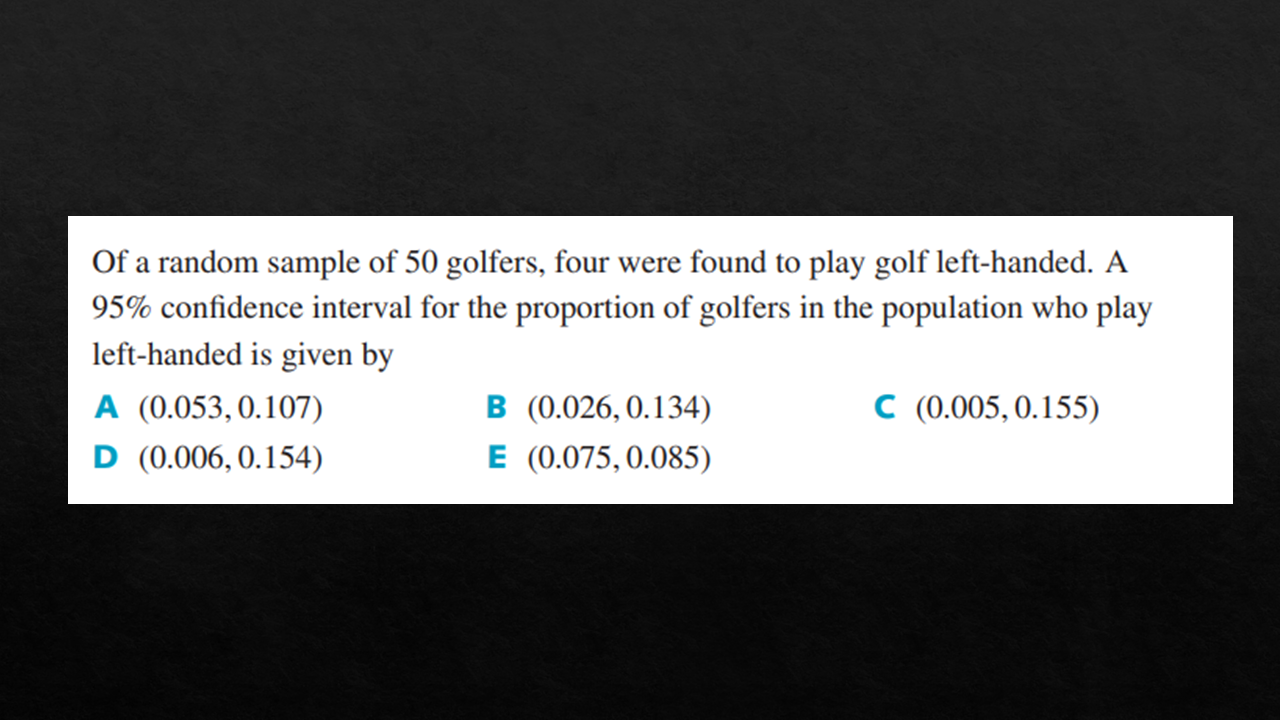 Of a random sample of 50 golfers, four were found to play golf left-handed. A
95% confidence interval for the proportion of golfers in the population who play
left-handed is given by
A (0.053, 0.107) B (0.026, 0.134) C (0.005, 0.155)
D (0.006, 0.154) E (0.075, 0.085)